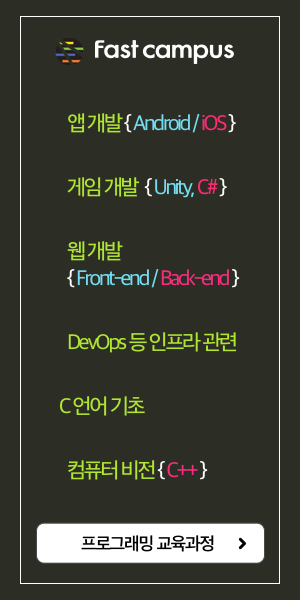 Fast campus
앱 개발 { Android / iOS }
게임 개발 { Unity, C# }
웹 개발
{ Front-end / Back-end }
DevOps 등 인프라 관련
C 언어 기초
컴퓨터 비전 { C++ }
프로그래밍 교육과정